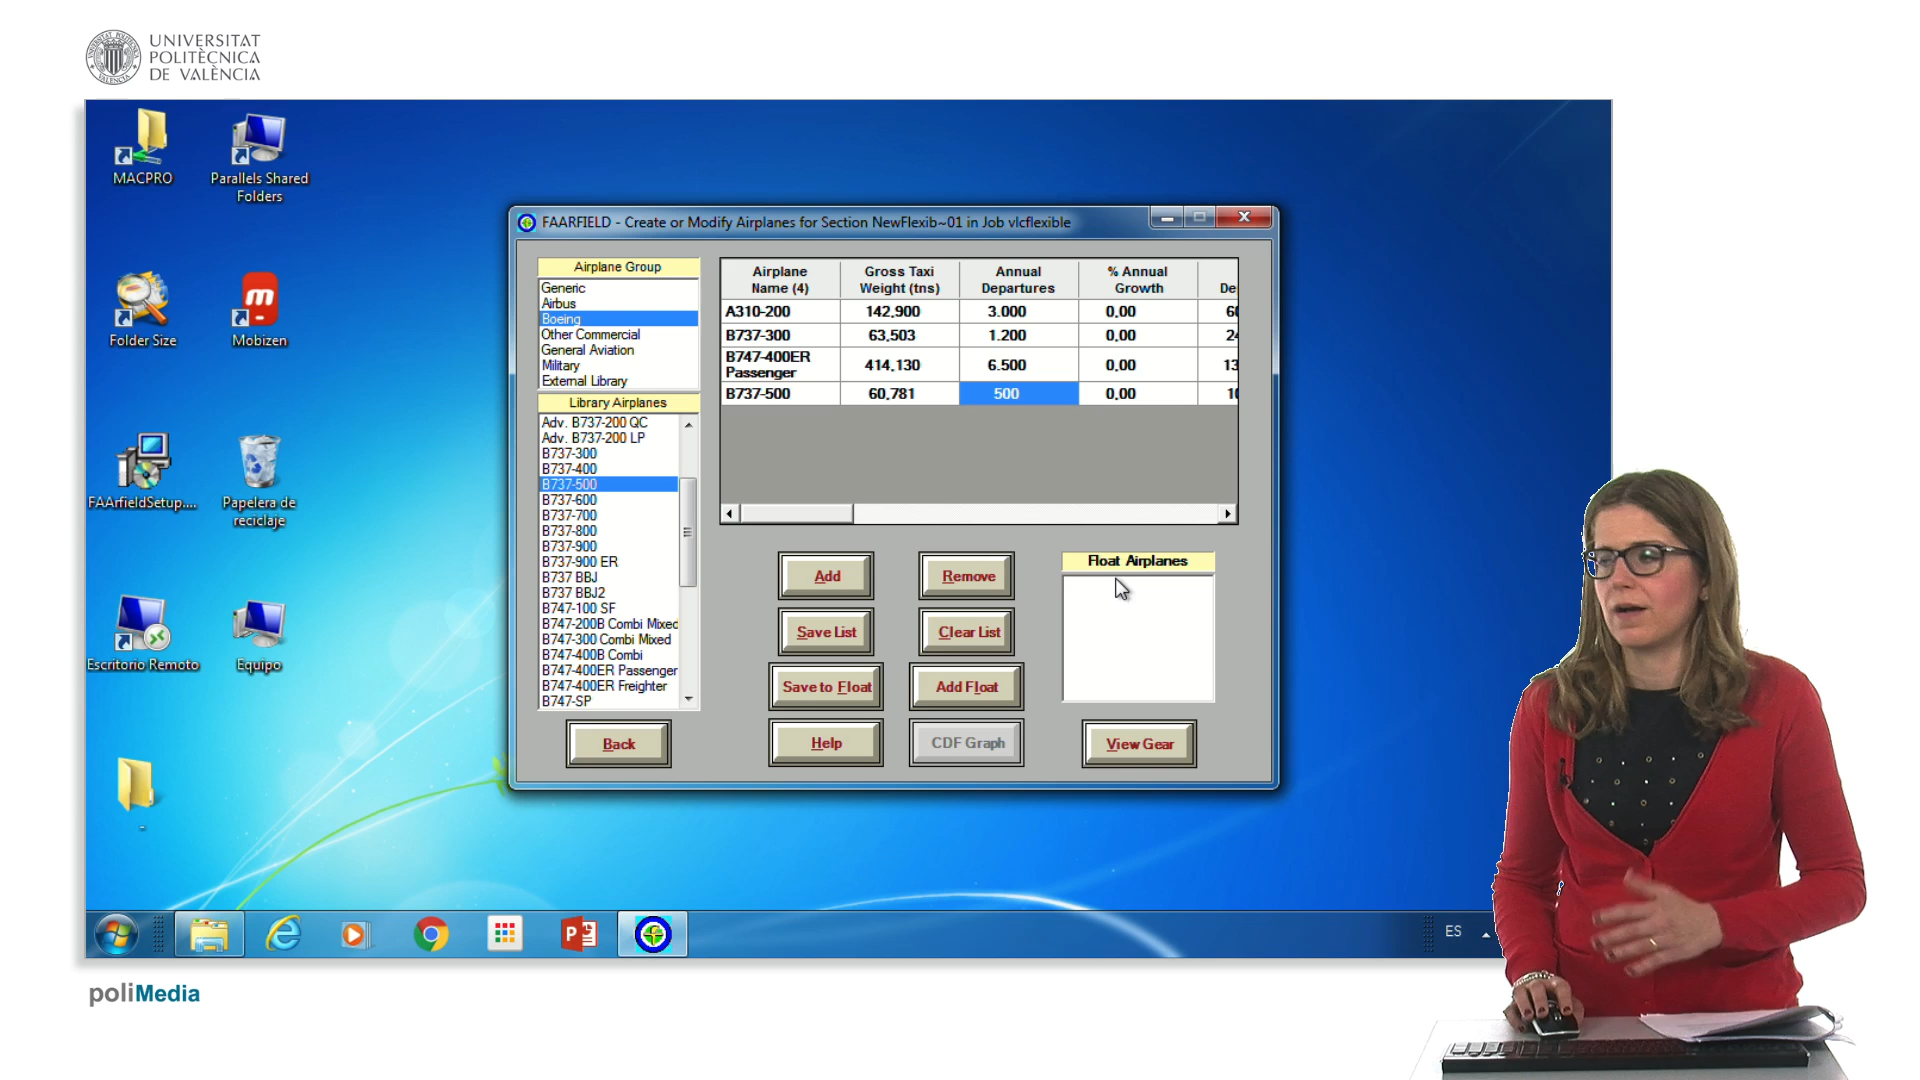 UNIVERSITAT
POLITÈCNICA
DE VALÈNCIA
MACPRO
Parallels Shared
Folders
Folder Size
Mobizen
FAArfieldSetup....
Papelera de
reciclaje
Escritorio Remoto
Equipo
-
FAARFIELD - Create or Modify Airplanes for Section NewFlexib~01 in Job vlcflexible
Airplane Group
Generic
Airbus
Boeing
Other Commercial
General Aviation
Military
External Library
Library Airplanes
Adv. B737-200 QC
Adv. B737-200 LP
B737-300
B737-400
B737-500
B737-600
B737-700
B737-800
B737-900
B737-900 ER
B737 BBJ
B737 BBJ2
B747-100 SF
B747-200B Combi Mixed
B747-300 Combi Mixed
B747-400B Combi
B747-400ER Passenger
B747-400ER Freighter
B747-SP
Airplane Name (4) Gross Taxi Weight (tns) Annual Departures % Annual Growth De
A310-200 142,900 3.000 0,00 60
B737-300 63,503 1.200 0,00 24
B747-400ER Passenger 414,130 6.500 0,00 13
B737-500 60,781 500 0,00 10
Add
Remove
Save List
Clear List
Save to Float
Add Float
Help
CDF Graph
Float Airplanes
Back
View Gear
ES
poliMedia